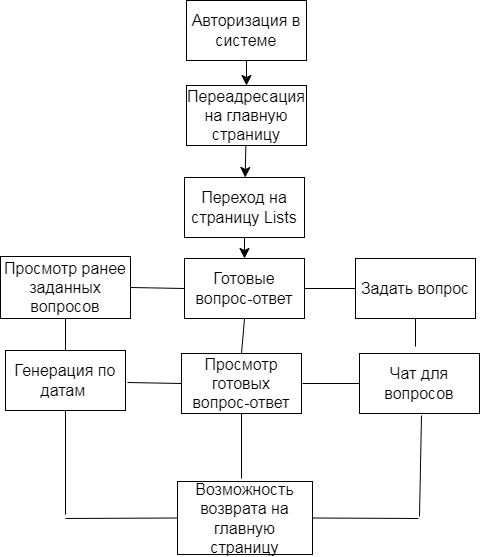 Авторизация в
системе
Переадресация
на главную
страницу
Переход на
страницу Lists
Просмотр ранее
заданных
вопросов
Готовые
вопрос-ответ
Задать вопрос
Генерация по
датам
Просмотр
готовых
вопрос-ответ
Чат для
вопросов
Возможность
возврата на
главную
страницу